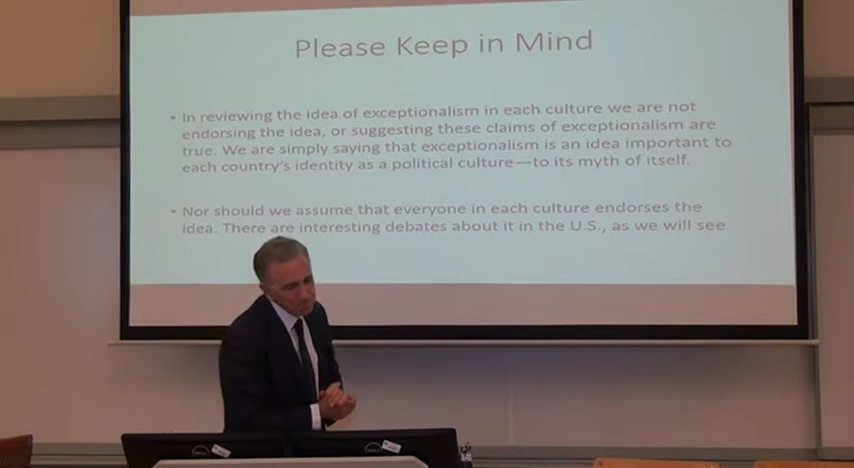 Please Keep in Mind
• In reviewing the idea of exceptionalism in each culture we are not
endorsing the idea, or suggesting these claims of exceptionalism are
true. We are simply saying that exceptionalism is an idea important to
each country's identity as a political culture—to its myth of itself.
• Nor should we assume that everyone in each culture endorses the
idea. There are interesting debates about it in the U.S., as we will see